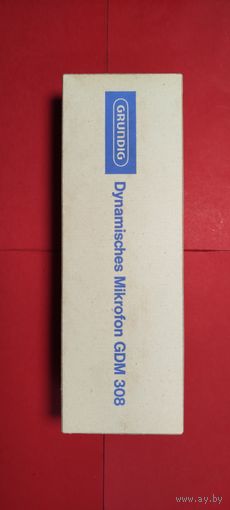 GRUNDIG
Dynamisches Mikrofon GDM 308
www.ay.by